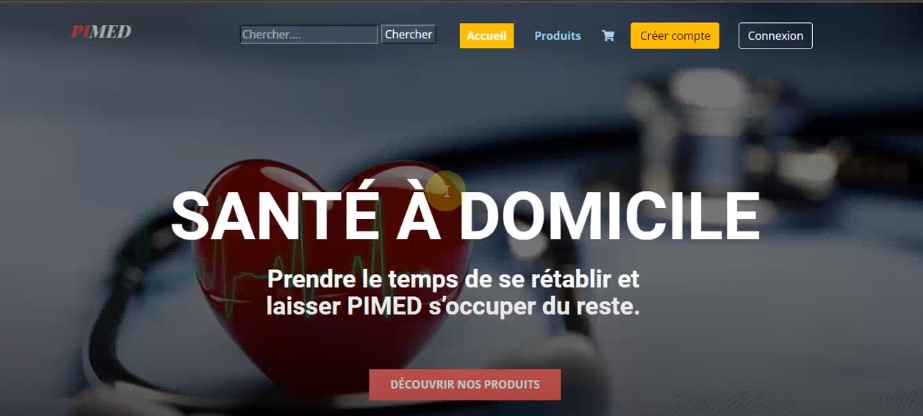 PIMED
Chercher....
Chercher
Accueil
Produits
Créer compte
Connexion
SANTÉ À DOMICILE
Prendre le temps de se rétablir et
laisser PIMED s’occuper du reste.
DÉCOUVRIR NOS PRODUITS